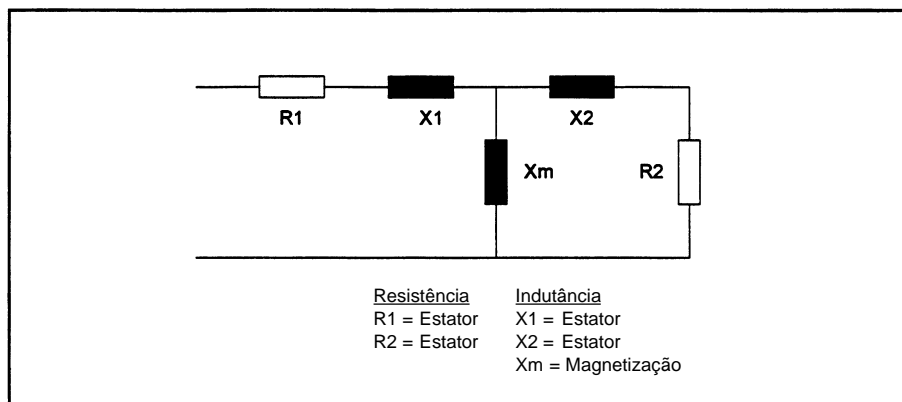 R1
X1
X2
Xm
R2
Resistência
R1 = Estator
R2 = Estator
Indutância
X1 = Estator
X2 = Estator
Xm = Magnetização